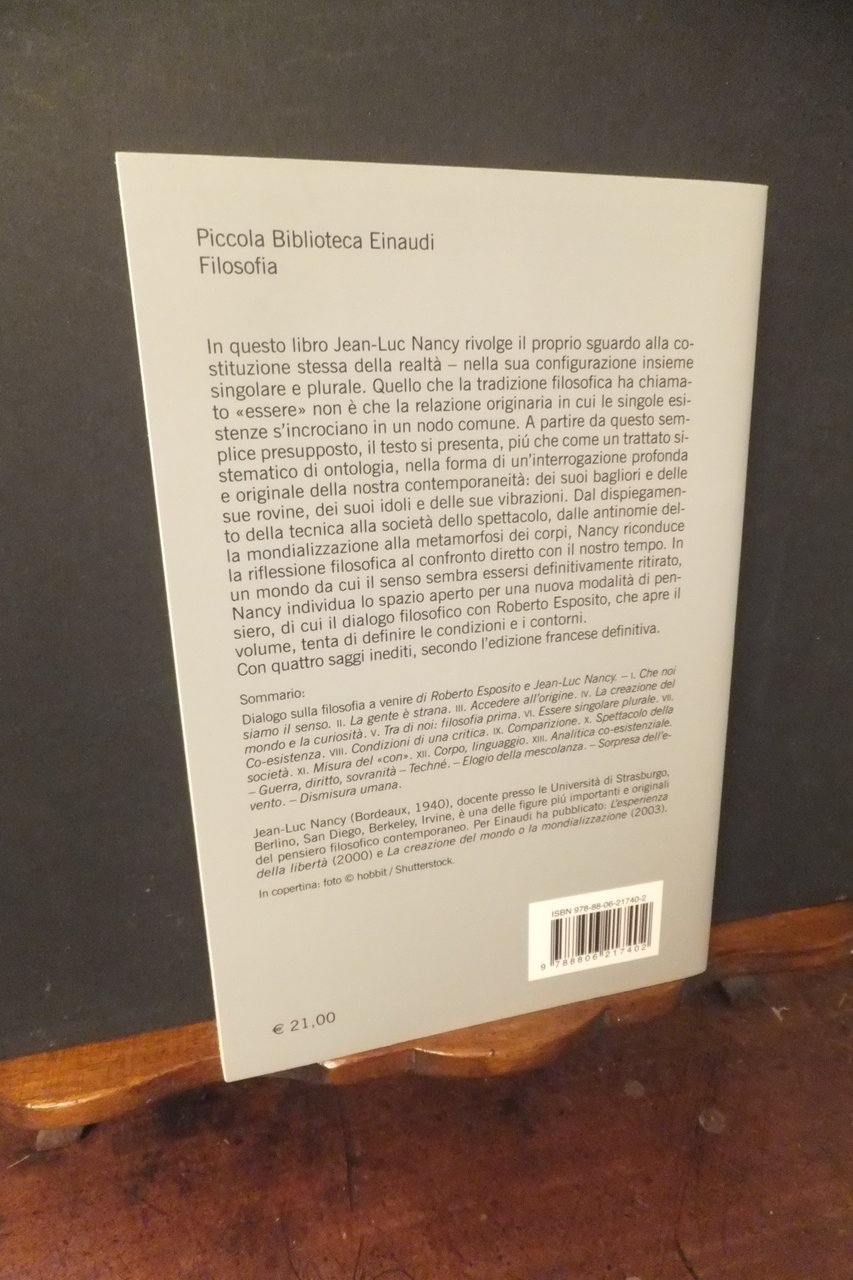 Piccola Biblioteca Einaudi
Filosofia
In questo libro Jean-Luc Nancy rivolge il proprio sguardo alla co-
stituzione stessa della realtà – nella sua configurazione insieme
singolare e plurale. Quello che la tradizione filosofica ha chiama-
to «essere» non è che la relazione originaria in cui le singole esi-
stenze s'incrociano in un nodo comune. A partire da questo sem-
plice presupposto, il testo si presenta, piú che come un trattato si-
stematico di ontologia, nella forma di un'interrogazione profonda
e originale della nostra contemporaneità: dei suoi bagliori e delle
sue rovine, dei suoi idoli e delle sue vibrazioni. Dal dispiegamen-
to della tecnica alla società dello spettacolo, dalle antinomie del-
la mondializzazione alla metamorfosi dei corpi, Nancy riconduce
la riflessione filosofica al confronto diretto con il nostro tempo. In
un mondo da cui il senso sembra essersi definitivamente ritirato,
Nancy individua lo spazio aperto per una nuova modalità di pen-
siero, di cui il dialogo filosofico con Roberto Esposito, che apre il
volume, tenta di definire le condizioni e i contorni.
Con quattro saggi inediti, secondo l'edizione francese definitiva.
Sommario:
Dialogo sulla filosofia a venire di Roberto Esposito e Jean-Luc Nancy. – I. Che noi
siamo il senso. II. La gente è strana. III. Accedere all'origine. IV. La creazione del
mondo e la curiosità. V. Tra di noi: filosofia prima. VI. Essere singolare plurale. VII.
Co-esistenza. VIII. Condizioni di una critica. IX. Comparizione. X. Spettacolo della
società. XI. Misura del «con». XII. Corpo, linguaggio. XIII. Analitica co-esistenziale.
– Guerra, diritto, sovranità – Techné. – Elogio della mescolanza. – Sorpresa dell'e-
vento. – Dismisura umana.
Jean-Luc Nancy (Bordeaux, 1940), docente presso le Università di Strasburgo,
Berlino, San Diego, Berkeley, Irvine, è una delle figure piú importanti e originali
del pensiero filosofico contemporaneo. Per Einaudi ha pubblicato: L'esperienza
della libertà (2000) e La creazione del mondo o la mondializzazione (2003).
In copertina: foto © hobbit / Shutterstock.
ISBN 978-88-06-21740-2
9 788806 217402
€ 21,00